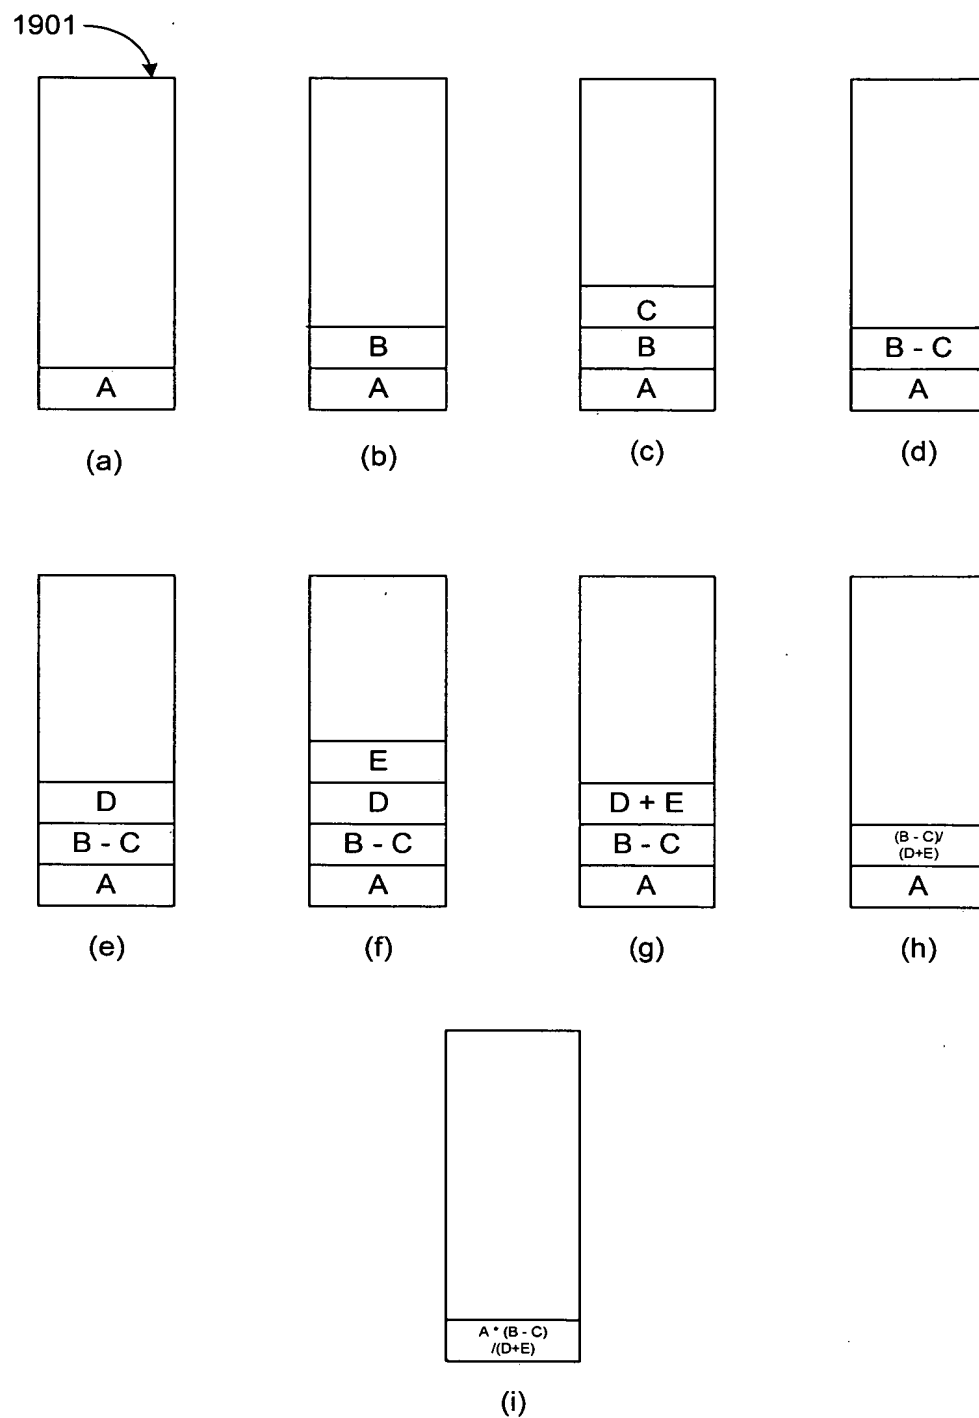 1901
A
(a)
B
A
(b)
C
B
A
(c)
B - C
A
(d)
D
B - C
A
(e)
E
D
B - C
A
(f)
D + E
B - C
A
(g)
(B - C)/
(D+E)
A
(h)
A * (B - C)
/(D+E)
(i)